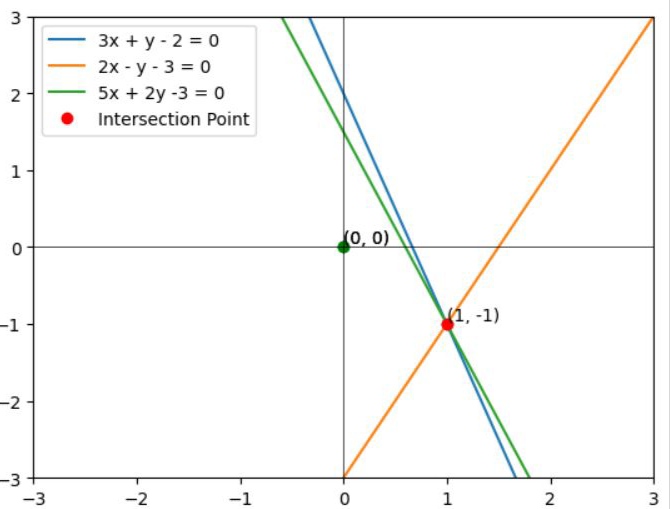 3x + y - 2 = 0
2x - y - 3 = 0
5x + 2y -3 = 0
Intersection Point
3
2
1
0
−1
−2
−3
(0, 0)
(1, -1)
−3 −2 −1 0 1 2 3